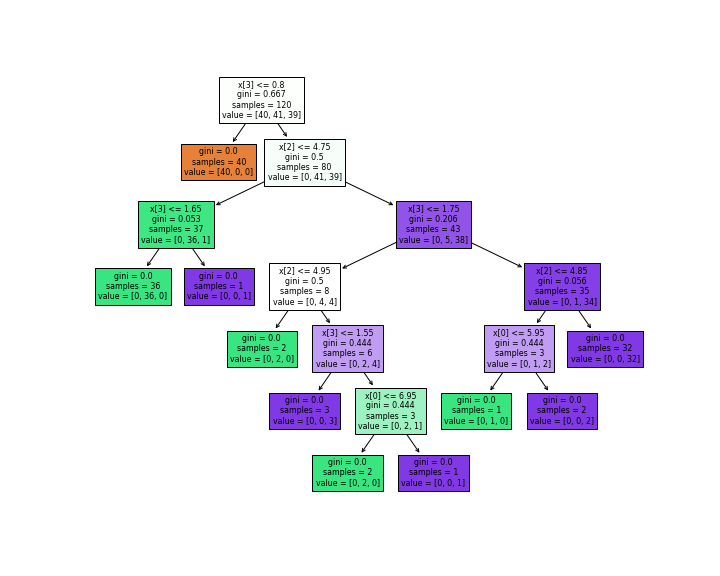 x[3] <= 0.8
gini = 0.667
samples = 120
value = [40, 41, 39]
gini = 0.0
samples = 40
value = [40, 0, 0]
x[2] <= 4.75
gini = 0.5
samples = 80
value = [0, 41, 39]
x[3] <= 1.65
gini = 0.053
samples = 37
value = [0, 36, 1]
x[3] <= 1.75
gini = 0.206
samples = 43
value = [0, 5, 38]
gini = 0.0
samples = 36
value = [0, 36, 0]
gini = 0.0
samples = 1
value = [0, 0, 1]
x[2] <= 4.95
gini = 0.5
samples = 8
value = [0, 4, 4]
x[2] <= 4.85
gini = 0.056
samples = 35
value = [0, 1, 34]
gini = 0.0
samples = 2
value = [0, 2, 0]
x[3] <= 1.55
gini = 0.444
samples = 6
value = [0, 2, 4]
x[0] <= 5.95
gini = 0.444
samples = 3
value = [0, 1, 2]
gini = 0.0
samples = 32
value = [0, 0, 32]
gini = 0.0
samples = 3
value = [0, 0, 3]
x[0] <= 6.95
gini = 0.444
samples = 3
value = [0, 2, 1]
gini = 0.0
samples = 1
value = [0, 1, 0]
gini = 0.0
samples = 2
value = [0, 0, 2]
gini = 0.0
samples = 2
value = [0, 2, 0]
gini = 0.0
samples = 1
value = [0, 0, 1]